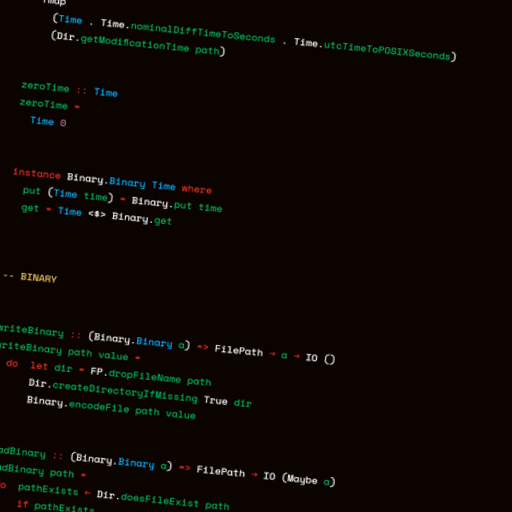 fmap
(Time . Time.nominalDiffTimeToSeconds . Time.utcTimeToPOSIXSeconds)
(Dir.getModificationTime path)
zeroTime :: Time
zeroTime =
Time 0
instance Binary.Binary Time where
put (Time time) = Binary.put time
get = Time <$> Binary.get
-- BINARY
writeBinary :: (Binary.Binary a) => FilePath → a → IO ()
writeBinary path value =
do let dir = FP.dropFileName path
Dir.createDirectoryIfMissing True dir
Binary.encodeFile path value
adBinary :: (Binary.Binary a) => FilePath → IO (Maybe a)
adBinary path =
do pathExists ← Dir.doesFileExist path
if pathExists